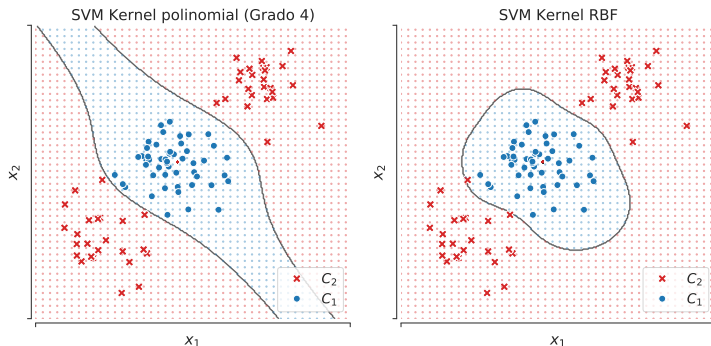 SVM Kernel polinomial (Grado 4)
x2
C2
C1
x1
SVM Kernel RBF
x2
C2
C1
x1